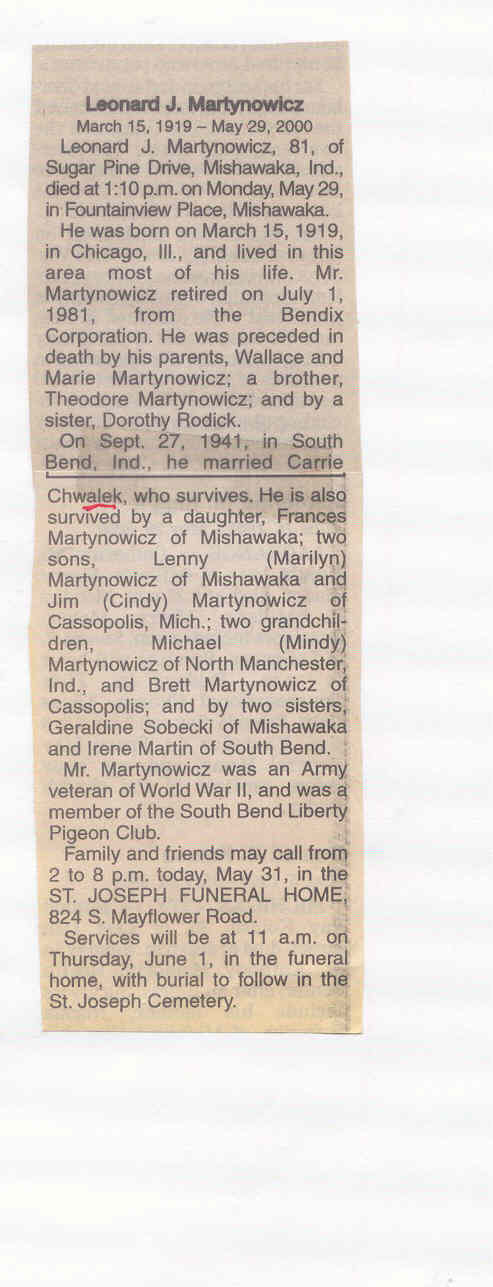 Leonard J. Martynowicz
March 15, 1919 – May 29, 2000
Leonard J. Martynowicz, 81, of
Sugar Pine Drive, Mishawaka, Ind.,
died at 1:10 p.m. on Monday, May 29,
in Fountainview Place, Mishawaka.
He was born on March 15, 1919,
in Chicago, Ill., and lived in this
area most of his life. Mr.
Martynowicz retired on July 1,
1981, from the Bendix
Corporation. He was preceded in
death by his parents, Wallace and
Marie Martynowicz; a brother,
Theodore Martynowicz; and by a
sister, Dorothy Rodick.
On Sept. 27, 1941, in South
Bend, Ind., he married Carrie
Chwalek, who survives. He is also
survived by a daughter, Frances
Martynowicz of Mishawaka; two
sons, Lenny (Marilyn)
Martynowicz of Mishawaka and
Jim (Cindy) Martynowicz of
Cassopolis, Mich.; two grandchil-
dren, Michael (Mindy)
Martynowicz of North Manchester,
Ind., and Brett Martynowicz of
Cassopolis; and by two sisters,
Geraldine Sobecki of Mishawaka
and Irene Martin of South Bend.
Mr. Martynowicz was an Army
veteran of World War II, and was a
member of the South Bend Liberty
Pigeon Club.
Family and friends may call from
2 to 8 p.m. today, May 31, in the
ST. JOSEPH FUNERAL HOME,
824 S. Mayflower Road.
Services will be at 11 a.m. on
Thursday, June 1, in the funeral
home, with burial to follow in the
St. Joseph Cemetery.